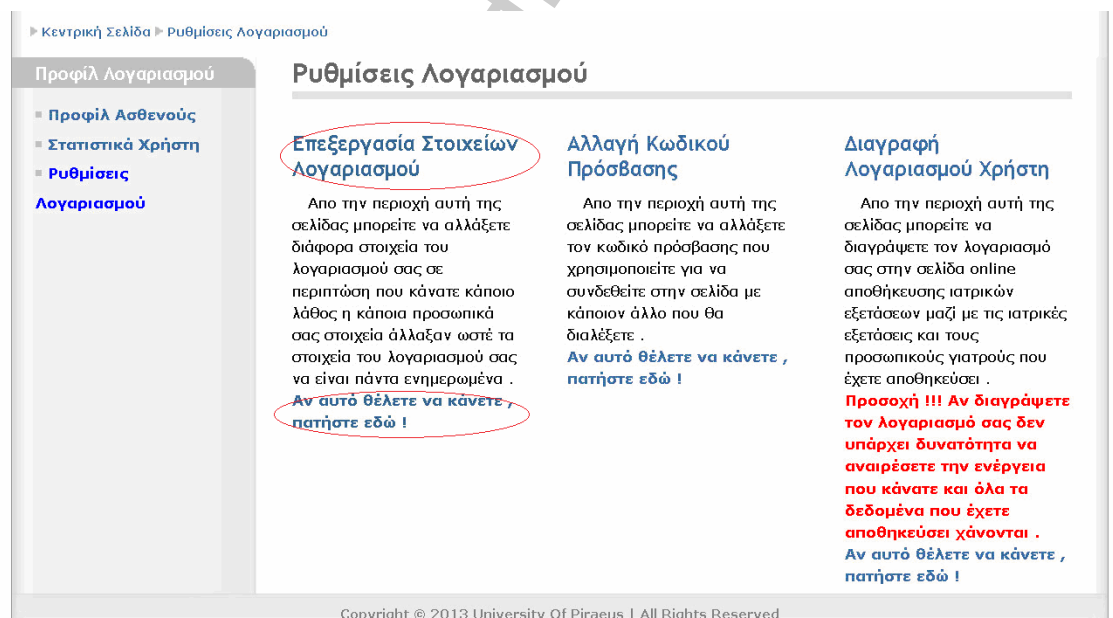 Κεντρική Σελίδα Ρυθμίσεις Λογαριασμού
Προφίλ Λογαριασμού
Προφίλ Ασθενούς
Στατιστικά Χρήστη
Ρυθμίσεις
Λογαριασμού
Ρυθμίσεις Λογαριασμού
Επεξεργασία Στοιχείων
Λογαριασμού
Απο την περιοχή αυτή της
σελίδας μπορείτε να αλλάξετε
διάφορα στοιχεία του
λογαριασμού σας σε
περιπτώση που κάνατε κάποιο
λάθος η κάποια προσωπικά
σας στοιχεία άλλαξαν ωστέ τα
στοιχεία του λογαριασμού σας
να είναι πάντα ενημερωμένα .
Αν αυτό θέλετε να κάνετε ,
πατήστε εδώ !
Αλλαγή Κωδικού
Πρόσβασης
Απο την περιοχή αυτή της
σελίδας μπορείτε να αλλάξετε
τον κωδικό πρόσβασης που
χρησιμοποιείτε για να
συνδεθείτε στην σελίδα με
κάποιον άλλο που θα
διαλέξετε .
Αν αυτό θέλετε να κάνετε ,
πατήστε εδώ !
Διαγραφή
Λογαριασμού Χρήστη
Απο την περιοχή αυτή της
σελίδας μπορείτε να
διαγράψετε τον λογαριασμό
σας στην σελίδα online
αποθήκευσης ιατρικών
εξετάσεων μαζί με τις ιατρικές
εξετάσεις και τους
προσωπικούς γιατρούς που
έχετε αποθηκεύσει .
Προσοχή !!! Αν διαγράψετε
τον λογαριασμό σας δεν
υπάρχει δυνατότητα να
αναιρέσετε την ενέργεια
που κάνατε και όλα τα
δεδομένα που έχετε
αποθηκεύσει χάνονται .
Αν αυτό θέλετε να κάνετε ,
πατήστε εδώ !
Copyright © 2013 University Of Piraeus | All Rights Reserved